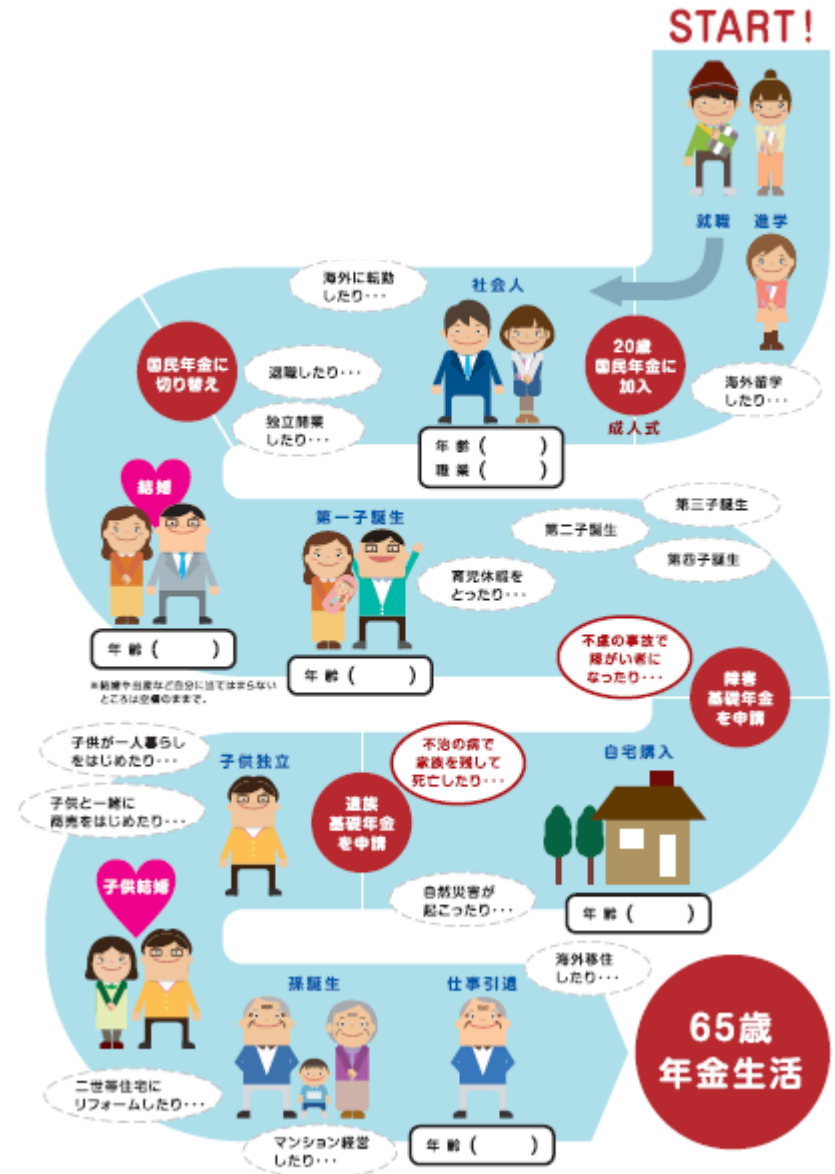 START!
就職 進学
海外に転勤
したり・・・
社会人
20歳
国民年金に
加入
成人式
海外留学
したり・・・
国民年金に
切り替え
退職したり・・・
独立開業
したり・・・
年齢（　　）
職業（　　）
結婚
年齢（　　）
※結婚や出産など自分に当てはまらない
ところは空欄のままで。
第一子誕生
年齢（　　）
育児休暇を
とったり・・・
第二子誕生
第三子誕生
第四子誕生
不慮の事故で
障がい者に
なったり・・・
障害
基礎年金
を申請
自宅購入
年齢（　　）
不治の病で
家族を残して
死亡したり・・・
自然災害が
起こったり・・・
遺族
基礎年金
を申請
子供独立
子供が一人暮らし
をはじめたり・・・
子供と一緒に
商売をはじめたり・・・
子供結婚
二世帯住宅に
リフォームしたり・・・
孫誕生
マンション経営
したり・・・
仕事引退
年齢（　　）
海外移住
したり・・・
65歳
年金生活